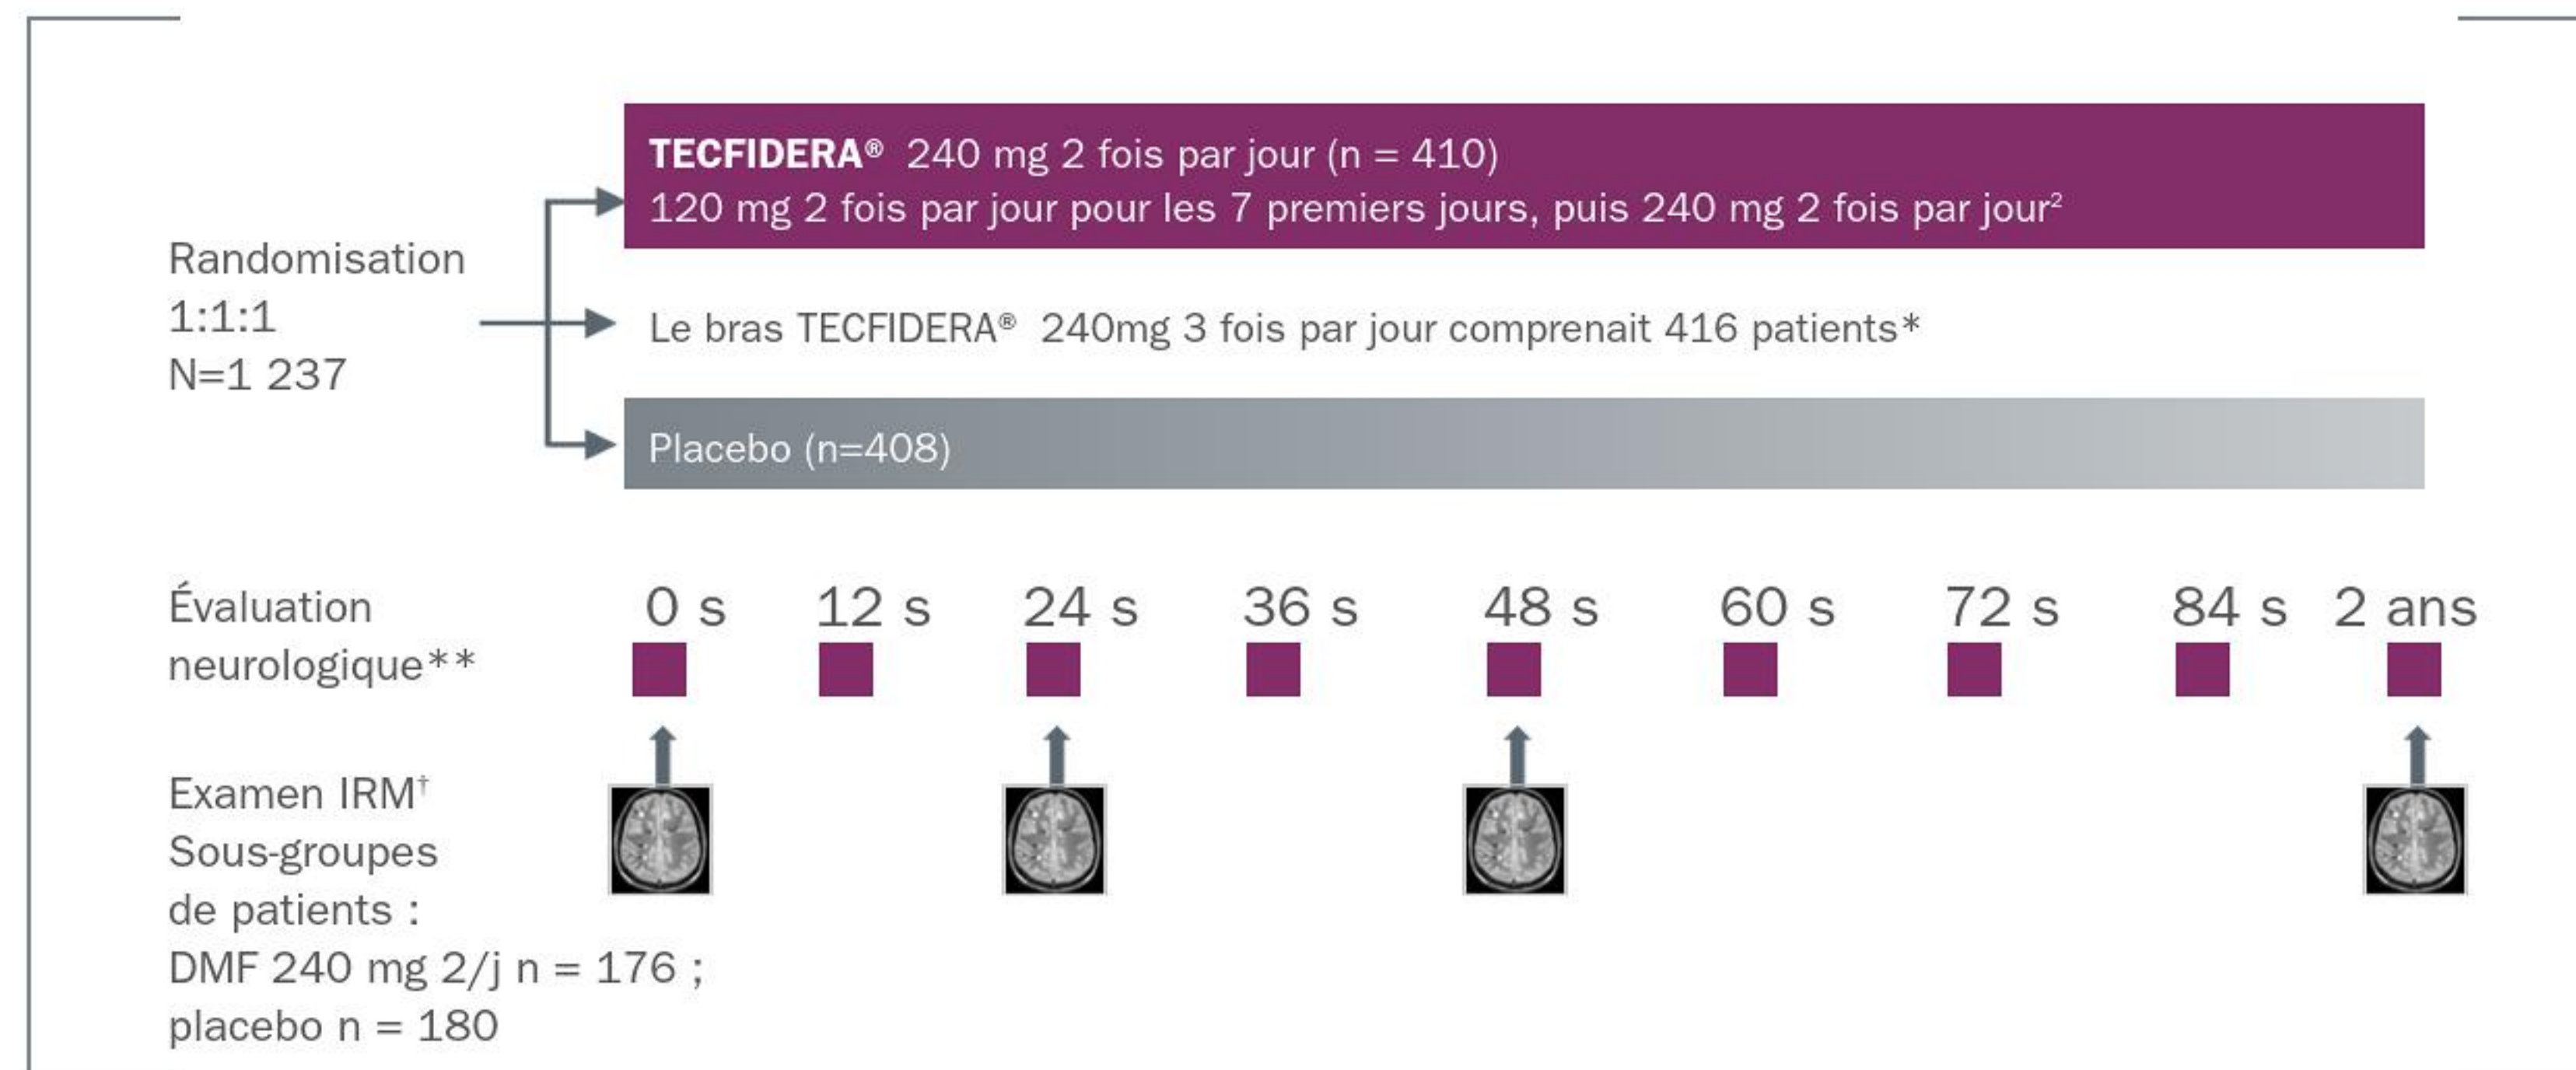 TECFIDERA® 240 mg 2 fois par jour (n = 410)
120 mg 2 fois par jour pour les 7 premiers jours, puis 240 mg 2 fois par jour²
Randomisation
1:1:1
N=1 237
Le bras TECFIDERA® 240mg 3 fois par jour comprenait 416 patients*
Placebo (n=408)
Évaluation
neurologique**
0 s 12 s 24 s 36 s 48 s 60 s 72 s 84 s 2 ans
Examen IRM†
Sous-groupes
de patients :
DMF 240 mg 2/j n = 176 ;
placebo n = 180